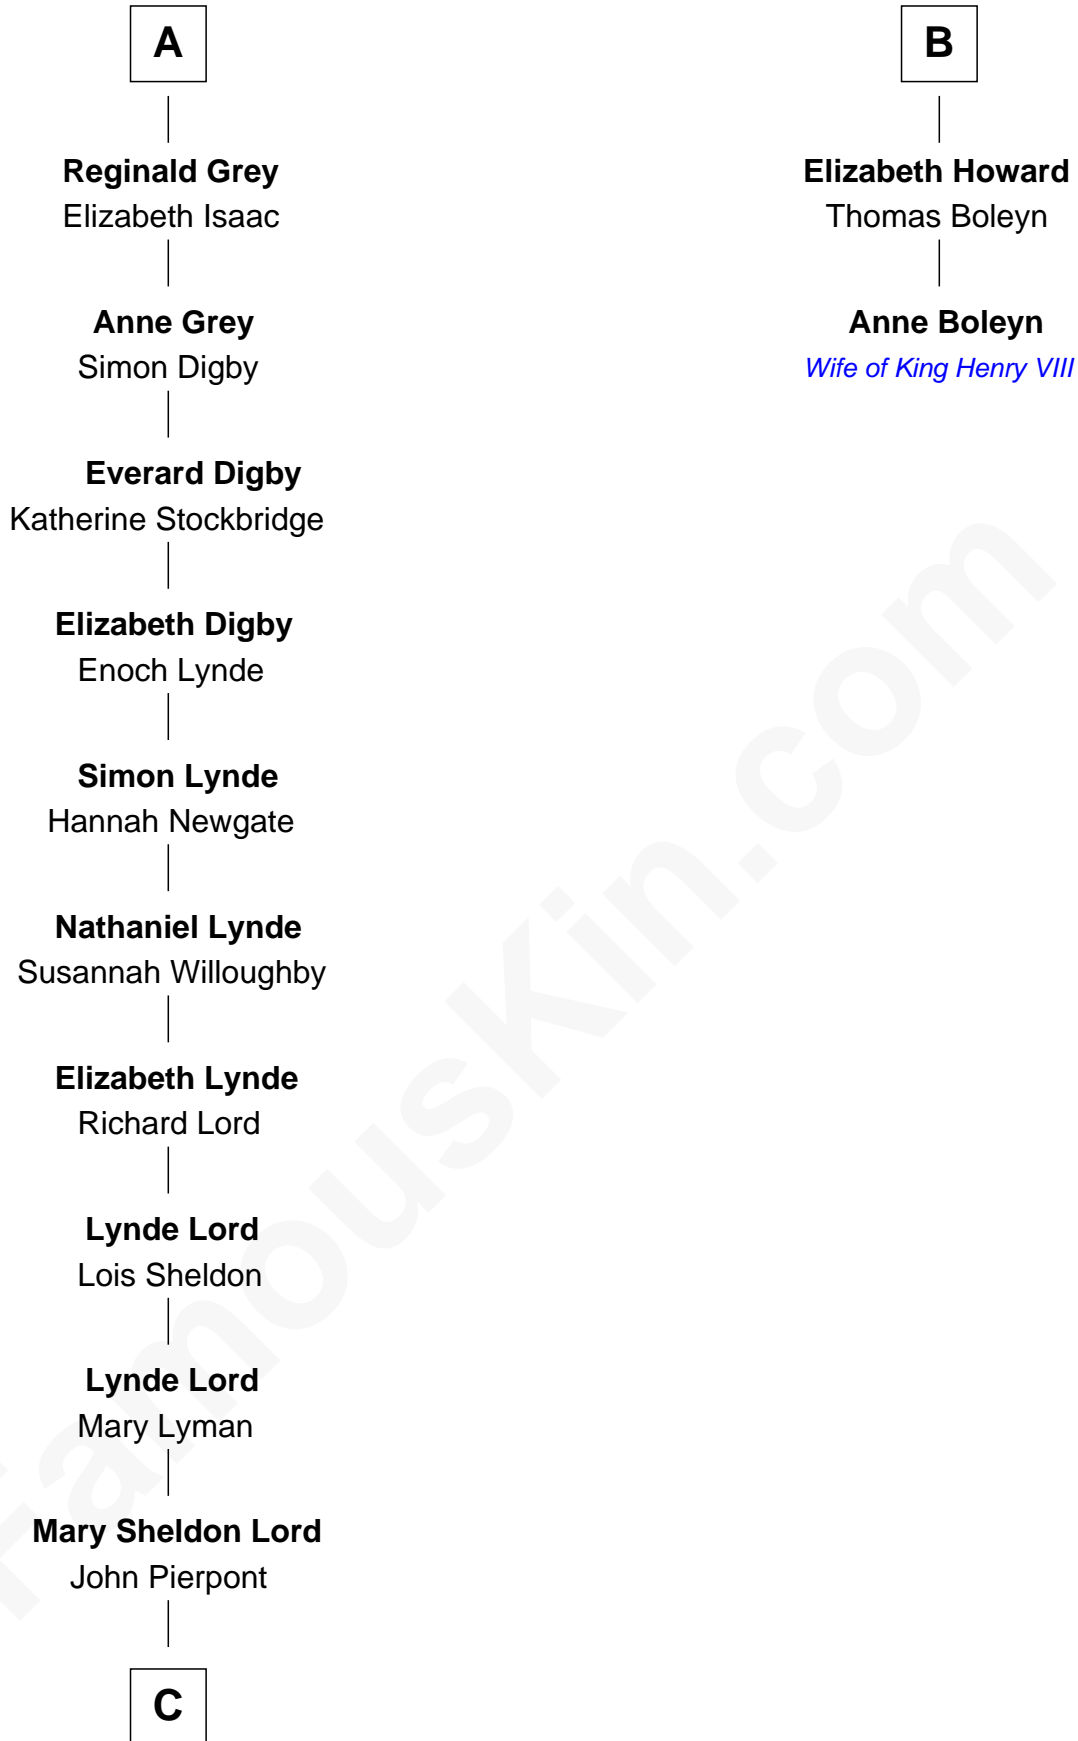 A
Reginald Grey
Elizabeth Isaac
Anne Grey
Simon Digby
Everard Digby
Katherine Stockbridge
Elizabeth Digby
Enoch Lynde
Simon Lynde
Hannah Newgate
Nathaniel Lynde
Susannah Willoughby
Elizabeth Lynde
Richard Lord
Lynde Lord
Lois Sheldon
Lynde Lord
Mary Lyman
Mary Sheldon Lord
John Pierpont
C
B
Elizabeth Howard
Thomas Boleyn
Anne Boleyn
Wife of King Henry VIII
FamousKin.com